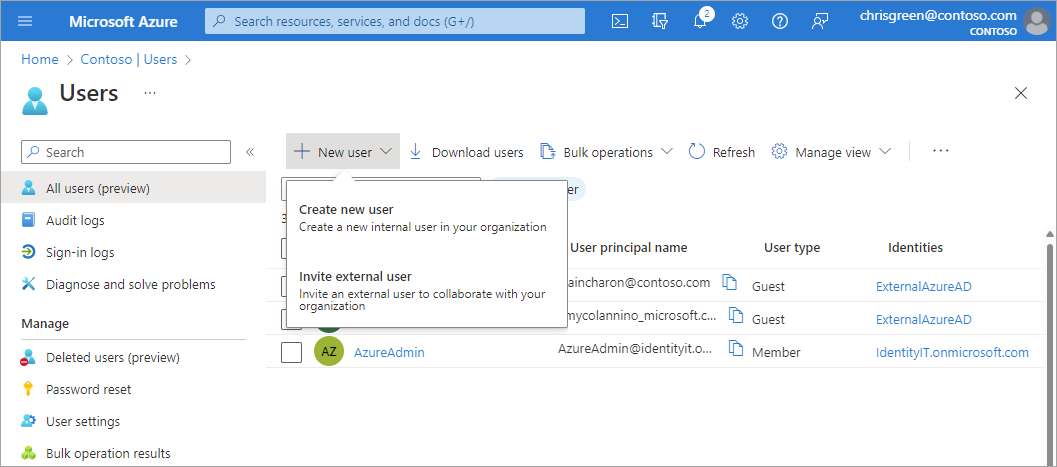 Microsoft Azure
Search resources, services, and docs (G+/)
2
chrisgreen@contoso.com
CONTOSO
Home > Contoso | Users >
Users ...
Search
«
+ New user
Download users
Bulk operations
Refresh
Manage view
...
All users (preview)
Audit logs
Sign-in logs
Diagnose and solve problems
Manage
Deleted users (preview)
Password reset
User settings
Bulk operation results
Create new user
Create a new internal user in your organization
Invite external user
Invite an external user to collaborate with your
organization
User principal name User type Identities
aincharon@contoso.com Guest ExternalAzureAD
mycolannino_microsoft.c... Guest ExternalAzureAD
AZ AzureAdmin AzureAdmin@identityit.o... Member IdentityIT.onmicrosoft.com